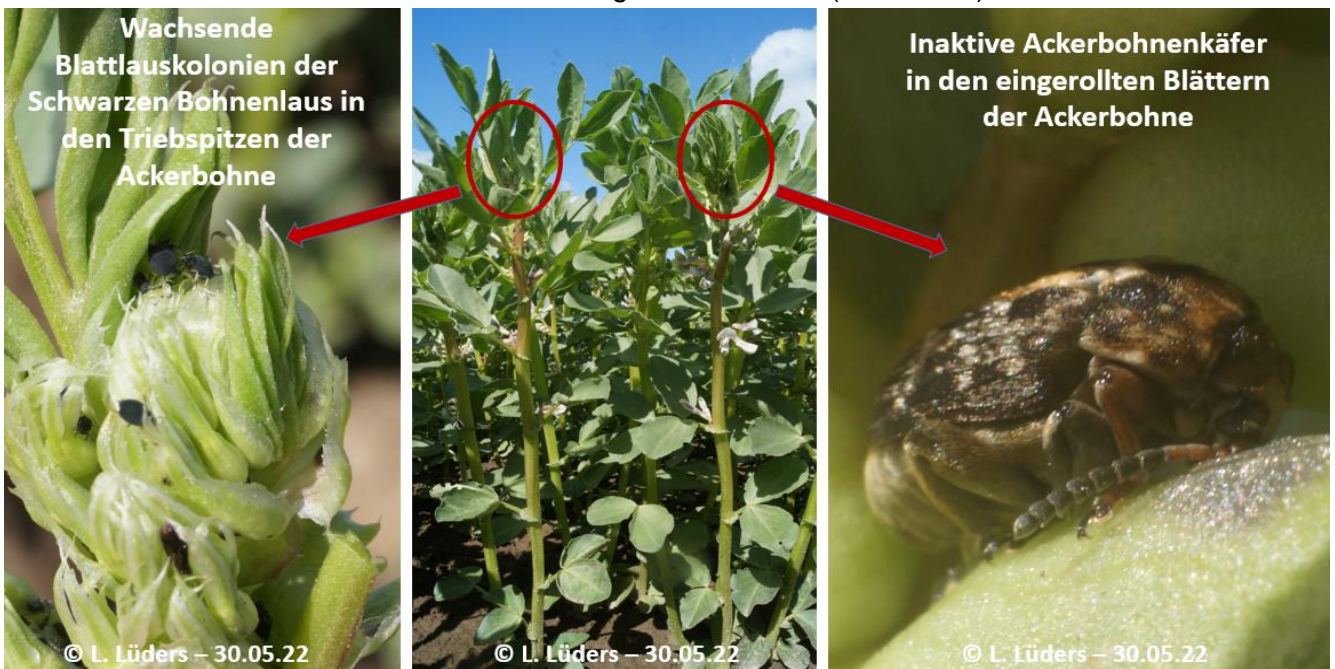 Wachsende
Blattlauskolonien der
Schwarzen Bohnenlaus in
den Triebspitzen der
Ackerbohne
© L. Lüders – 30.05.22
© L. Lüders – 30.05.22
Inaktive Ackerbohnenkäfer
in den eingerollten Blättern
der Ackerbohne
© L. Lüders – 30.05.22